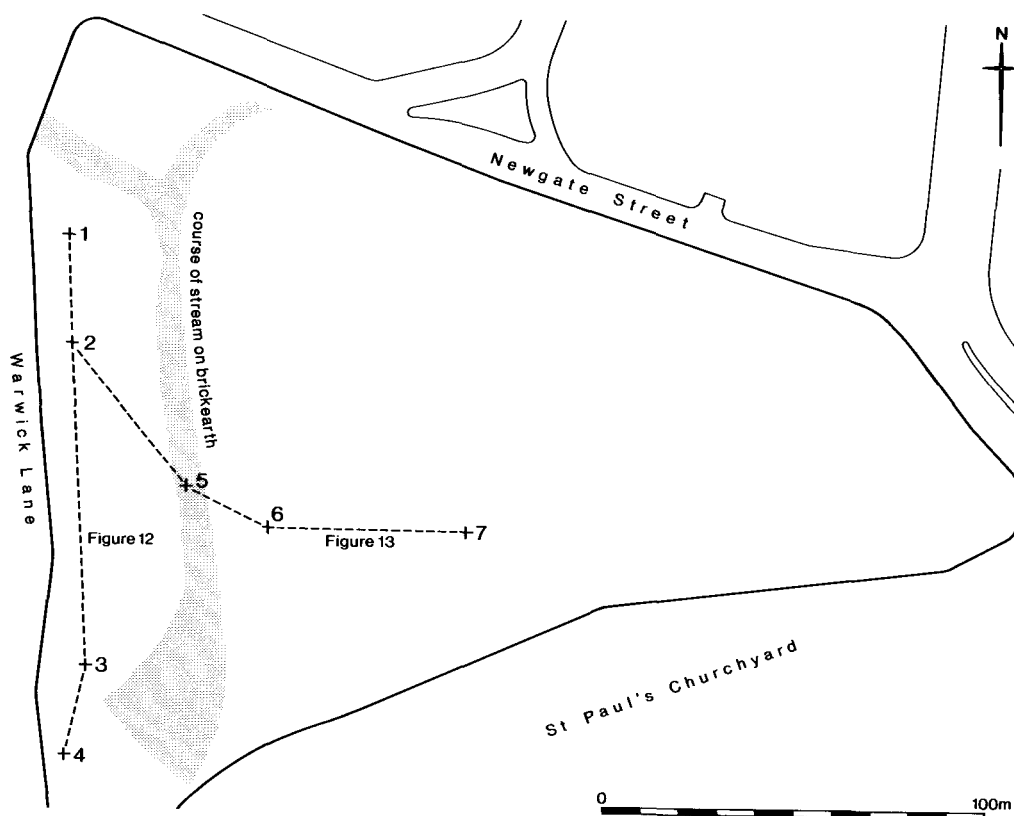 N
Newgate Street
1
course of stream on brickearth
2
Warwick Lane
5
6
7
Figure 12
Figure 13
3
St Paul's Churchyard
4
0
100m